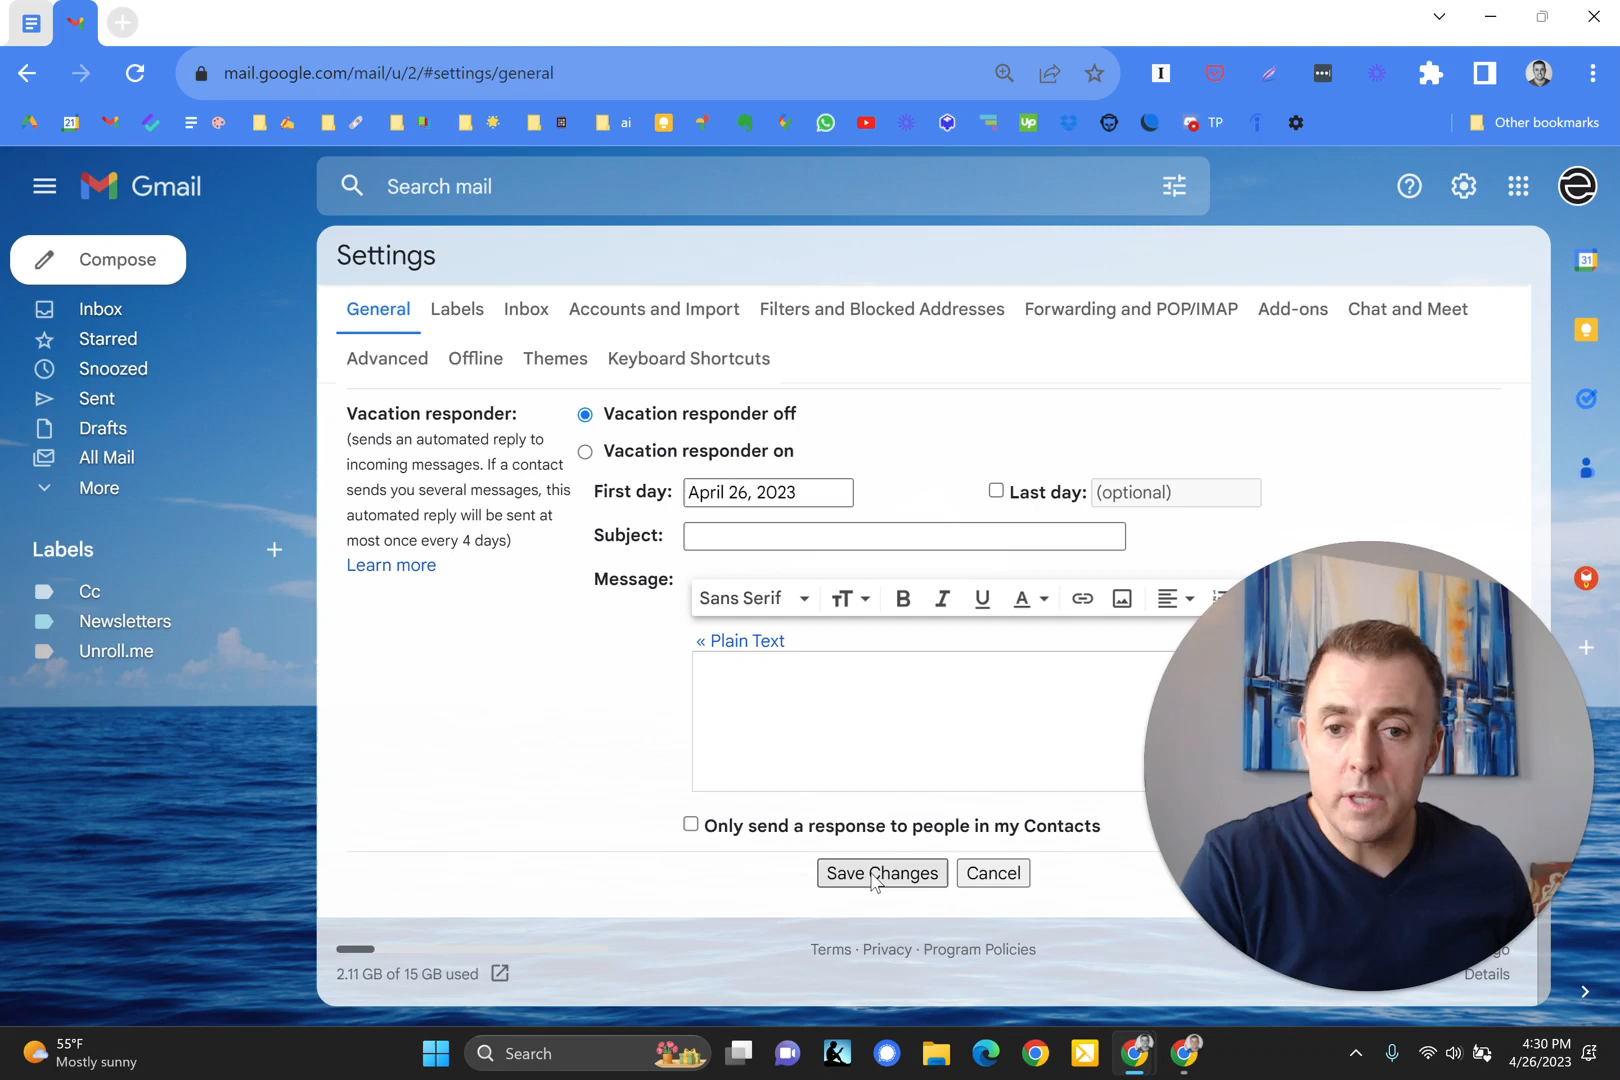 mail.google.com/mail/u/2/#settings/general
21
ai
Up
TP
Other bookmarks
Gmail
Search mail
Compose
Inbox
Starred
Snoozed
Sent
Drafts
All Mail
More
Labels
Cc
Newsletters
Unroll.me
Settings
General Labels Inbox Accounts and Import Filters and Blocked Addresses Forwarding and POP/IMAP Add-ons Chat and Meet
Advanced Offline Themes Keyboard Shortcuts
Vacation responder:
(sends an automated reply to
incoming messages. If a contact
sends you several messages, this
automated reply will be sent at
most once every 4 days)
Learn more
Vacation responder off
Vacation responder on
First day: April 26, 2023 Last day: (optional)
Subject:
Message:
Sans Serif
« Plain Text
Only send a response to people in my Contacts
Save Changes Cancel
Terms · Privacy · Program Policies
2.11 GB of 15 GB used
Details
31
55°F
Mostly sunny
Search
4:30 PM
4/26/2023